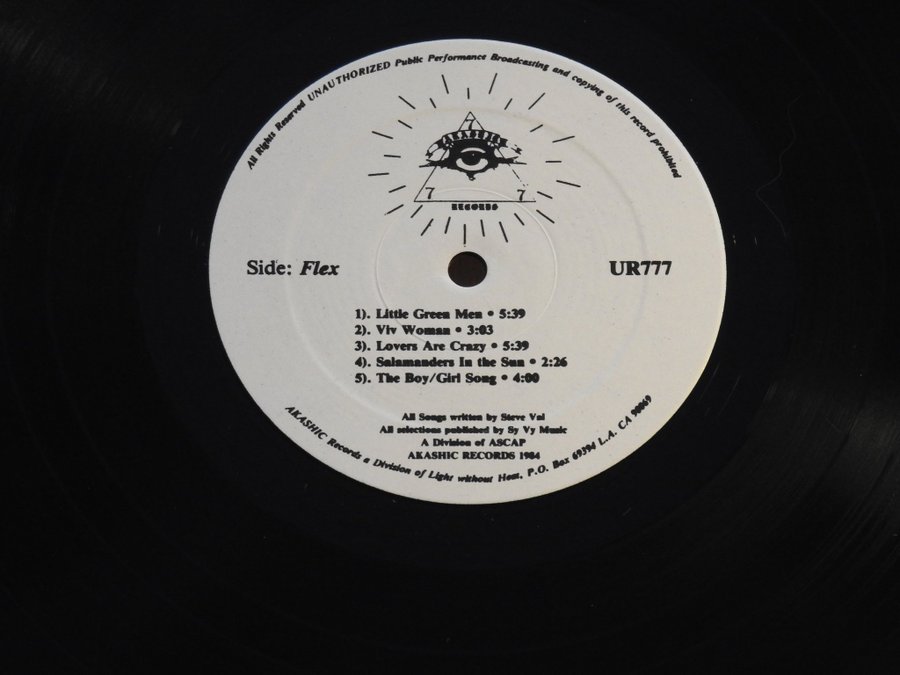 All Rights Reserved UNAUTHORIZED Public Performance Broadcasting and copying of this record prohibited
7
AKASHIC
7 7
RECORDS
Side: Flex
UR777
1). Little Green Men • 5:39
2). Viv Woman • 3:03
3). Lovers Are Crazy • 5:39
4). Salamanders In the Sun • 2:26
5). The Boy/Girl Song • 4:00
All Songs written by Steve Vai
All selections published by Sy Vy Music
A Division of ASCAP
AKASHIC RECORDS 1984
AKASHIC Records a Division of Light without Heat, P.O. Box 69394 L.A. CA 90069